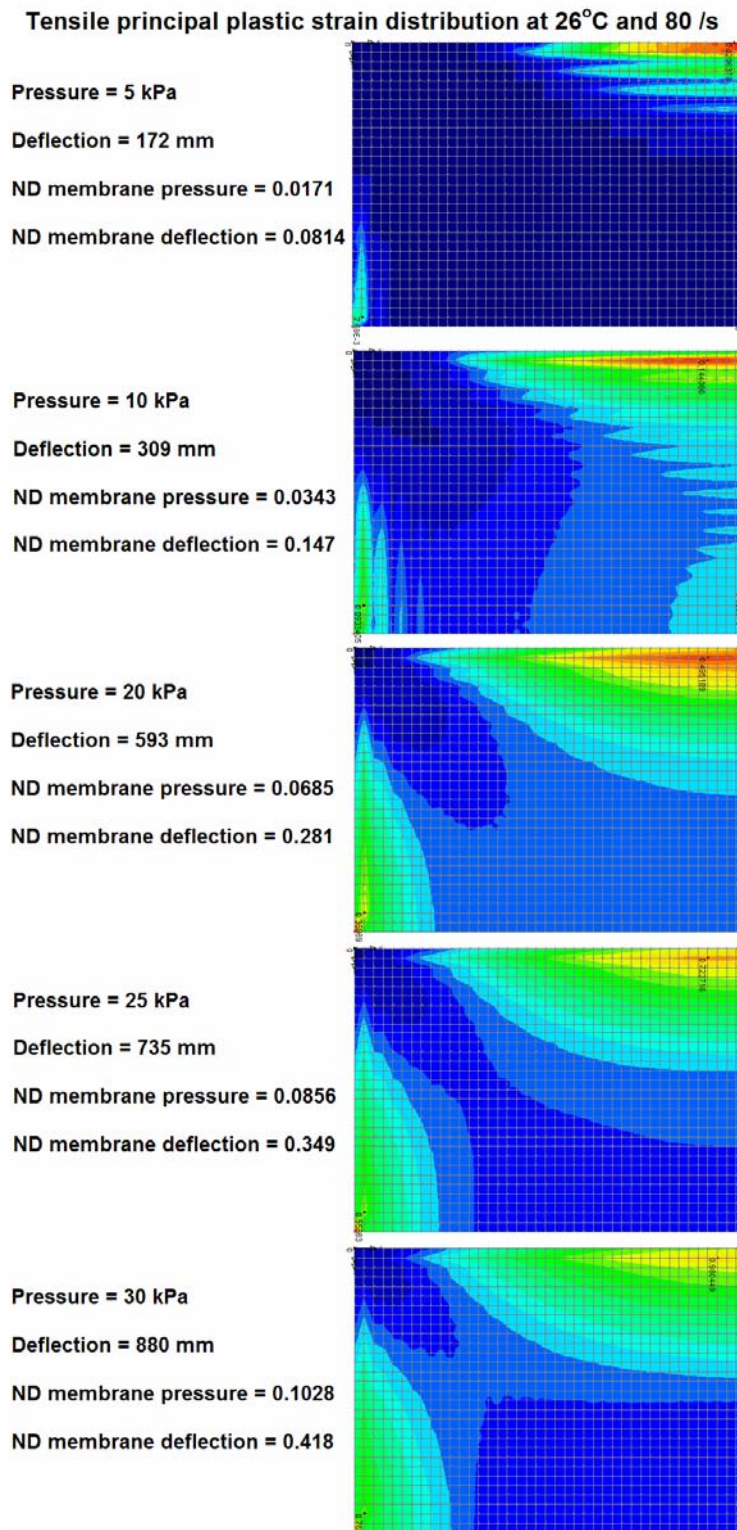 Tensile principal plastic strain distribution at 26°C and 80 /s
Pressure = 5 kPa
Deflection = 172 mm
ND membrane pressure = 0.0171
ND membrane deflection = 0.0814
Pressure = 10 kPa
Deflection = 309 mm
ND membrane pressure = 0.0343
ND membrane deflection = 0.147
Pressure = 20 kPa
Deflection = 593 mm
ND membrane pressure = 0.0685
ND membrane deflection = 0.281
Pressure = 25 kPa
Deflection = 735 mm
ND membrane pressure = 0.0856
ND membrane deflection = 0.349
Pressure = 30 kPa
Deflection = 880 mm
ND membrane pressure = 0.1028
ND membrane deflection = 0.418